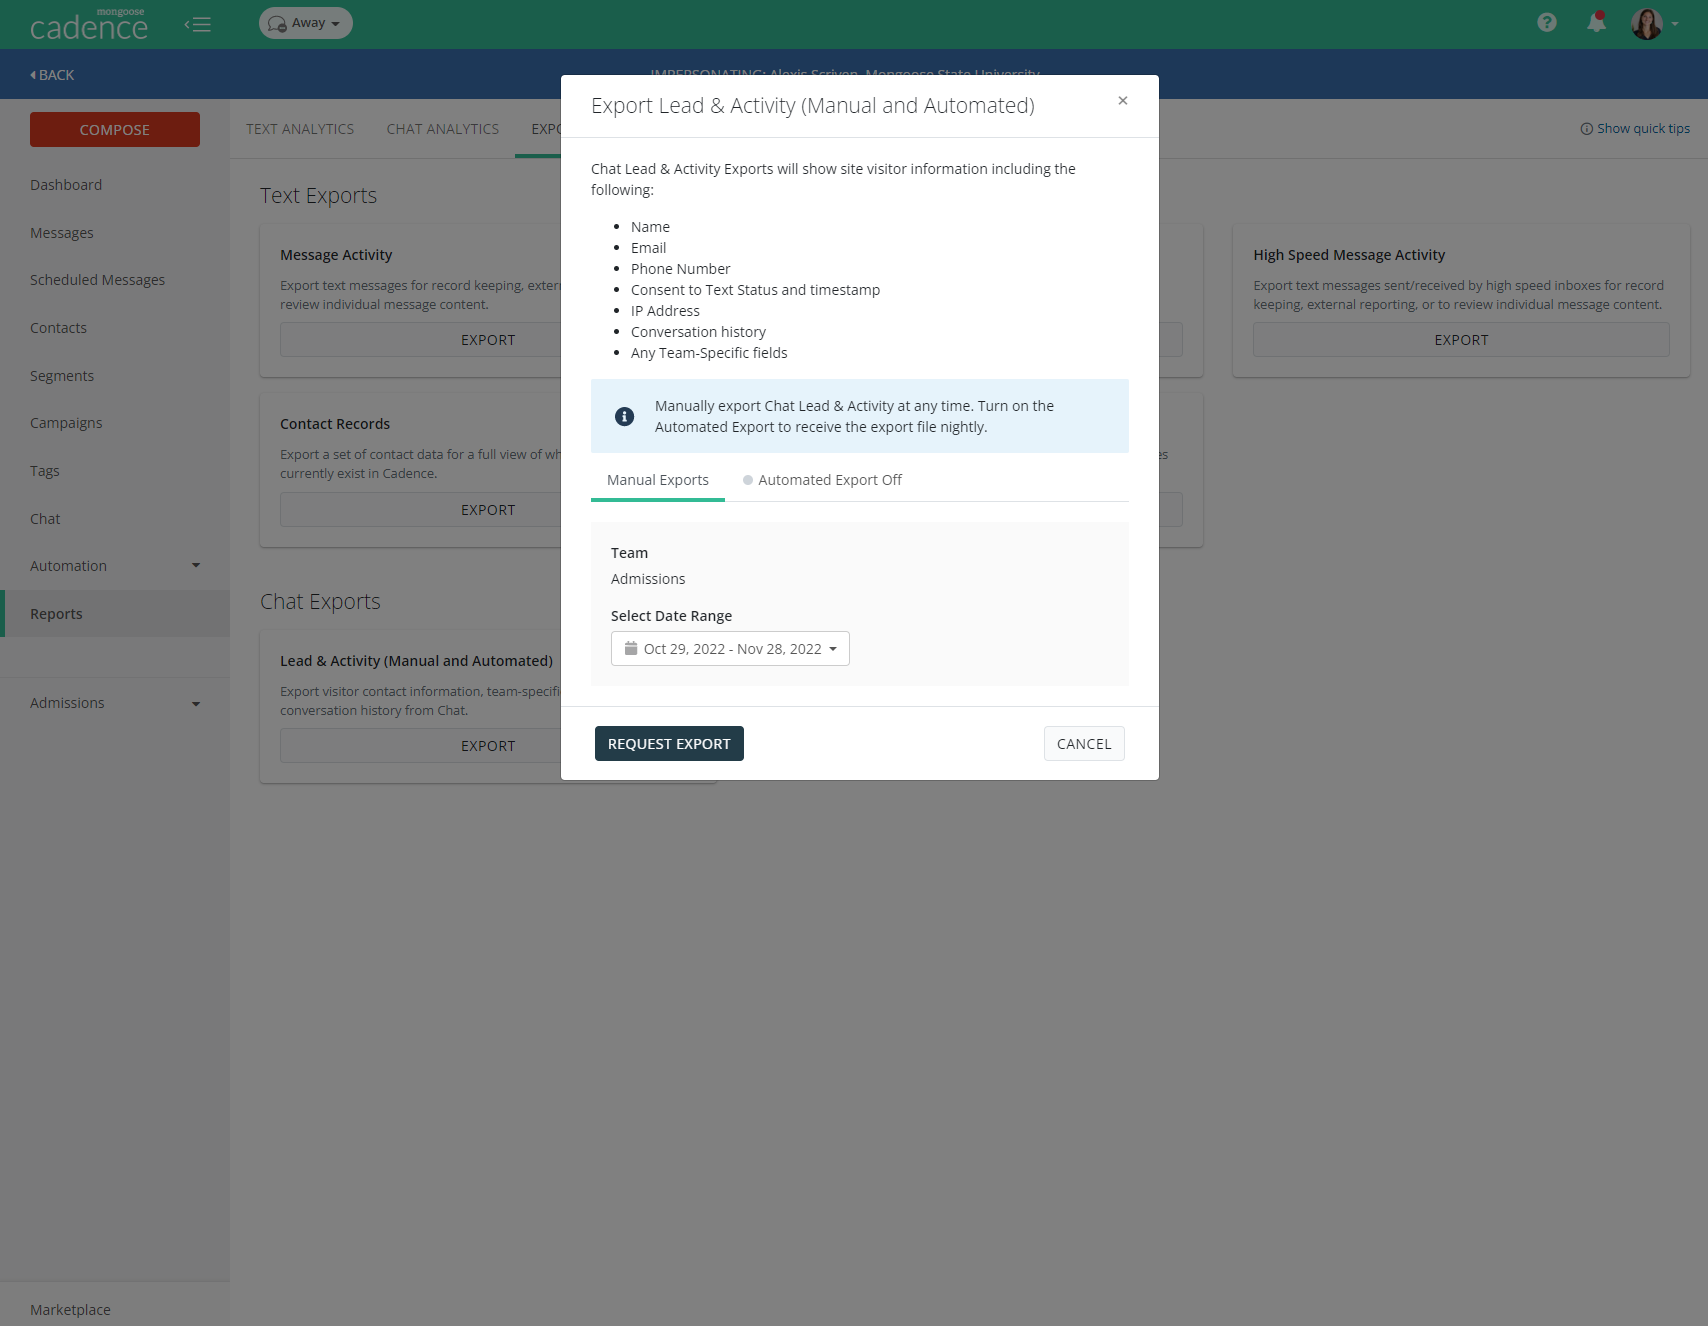 mongoose
cadence
Away
BACK
IMPERSONATING: Alexis Scriven, Mongoose State University
COMPOSE
Dashboard
Messages
Scheduled Messages
Contacts
Segments
Campaigns
Tags
Chat
Automation
Reports
Admissions
Marketplace
TEXT ANALYTICS
CHAT ANALYTICS
EXPO
Show quick tips
Text Exports
Message Activity
Export text messages for record keeping, extern
review individual message content.
EXPORT
High Speed Message Activity
Export text messages sent/received by high speed inboxes for record
keeping, external reporting, or to review individual message content.
EXPORT
Contact Records
Export a set of contact data for a full view of wh
currently exist in Cadence.
EXPORT
es
Chat Exports
Lead & Activity (Manual and Automated)
Export visitor contact information, team-specifi
conversation history from Chat.
EXPORT
Export Lead & Activity (Manual and Automated)
×
Chat Lead & Activity Exports will show site visitor information including the
following:
• Name
• Email
• Phone Number
• Consent to Text Status and timestamp
• IP Address
• Conversation history
• Any Team-Specific fields
Manually export Chat Lead & Activity at any time. Turn on the
Automated Export to receive the export file nightly.
Manual Exports
Automated Export Off
Team
Admissions
Select Date Range
Oct 29, 2022 - Nov 28, 2022
REQUEST EXPORT
CANCEL